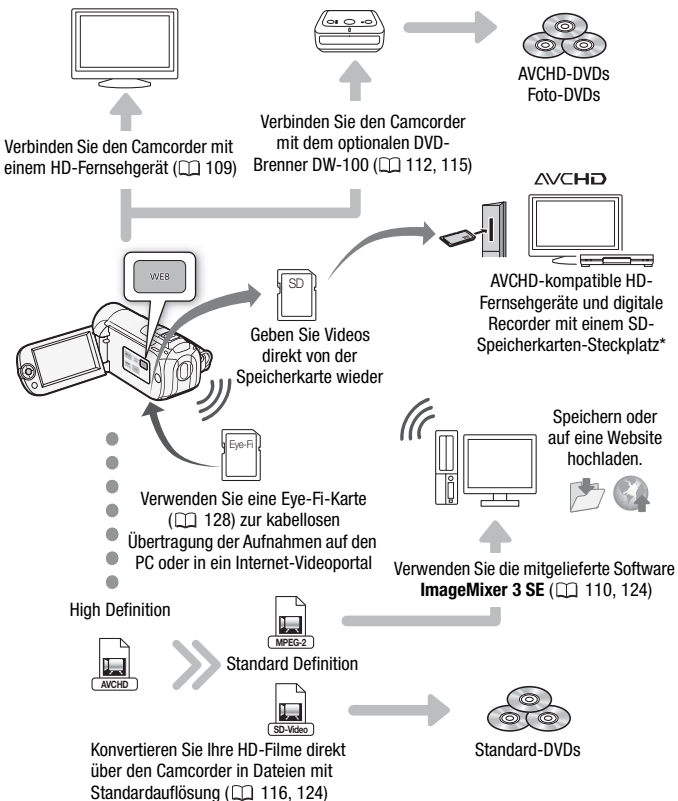 AVCHD-DVDs
Foto-DVDs
Verbinden Sie den Camcorder mit
einem HD-Fernsehgerät (109)
Verbinden Sie den Camcorder
mit dem optionalen DVD-
Brenner DW-100 (112, 115)
AVCHD
WEB
SD
Geben Sie Videos
direkt von der
Speicherkarte wieder
AVCHD-kompatible HD-
Fernsehgeräte und digitale
Recorder mit einem SD-
Speicherkarten-Steckplatz*
Eye-Fi
Verwenden Sie eine Eye-Fi-Karte
(128) zur kabellosen
Übertragung der Aufnahmen auf den
PC oder in ein Internet-Videoportal
Speichern oder
auf eine Website
hochladen.
Verwenden Sie die mitgelieferte Software
ImageMixer 3 SE (110, 124)
High Definition
AVCHD
MPEG-2
Standard Definition
SD-Video
Konvertieren Sie Ihre HD-Filme direkt
über den Camcorder in Dateien mit
Standardauflösung (116, 124)
Standard-DVDs